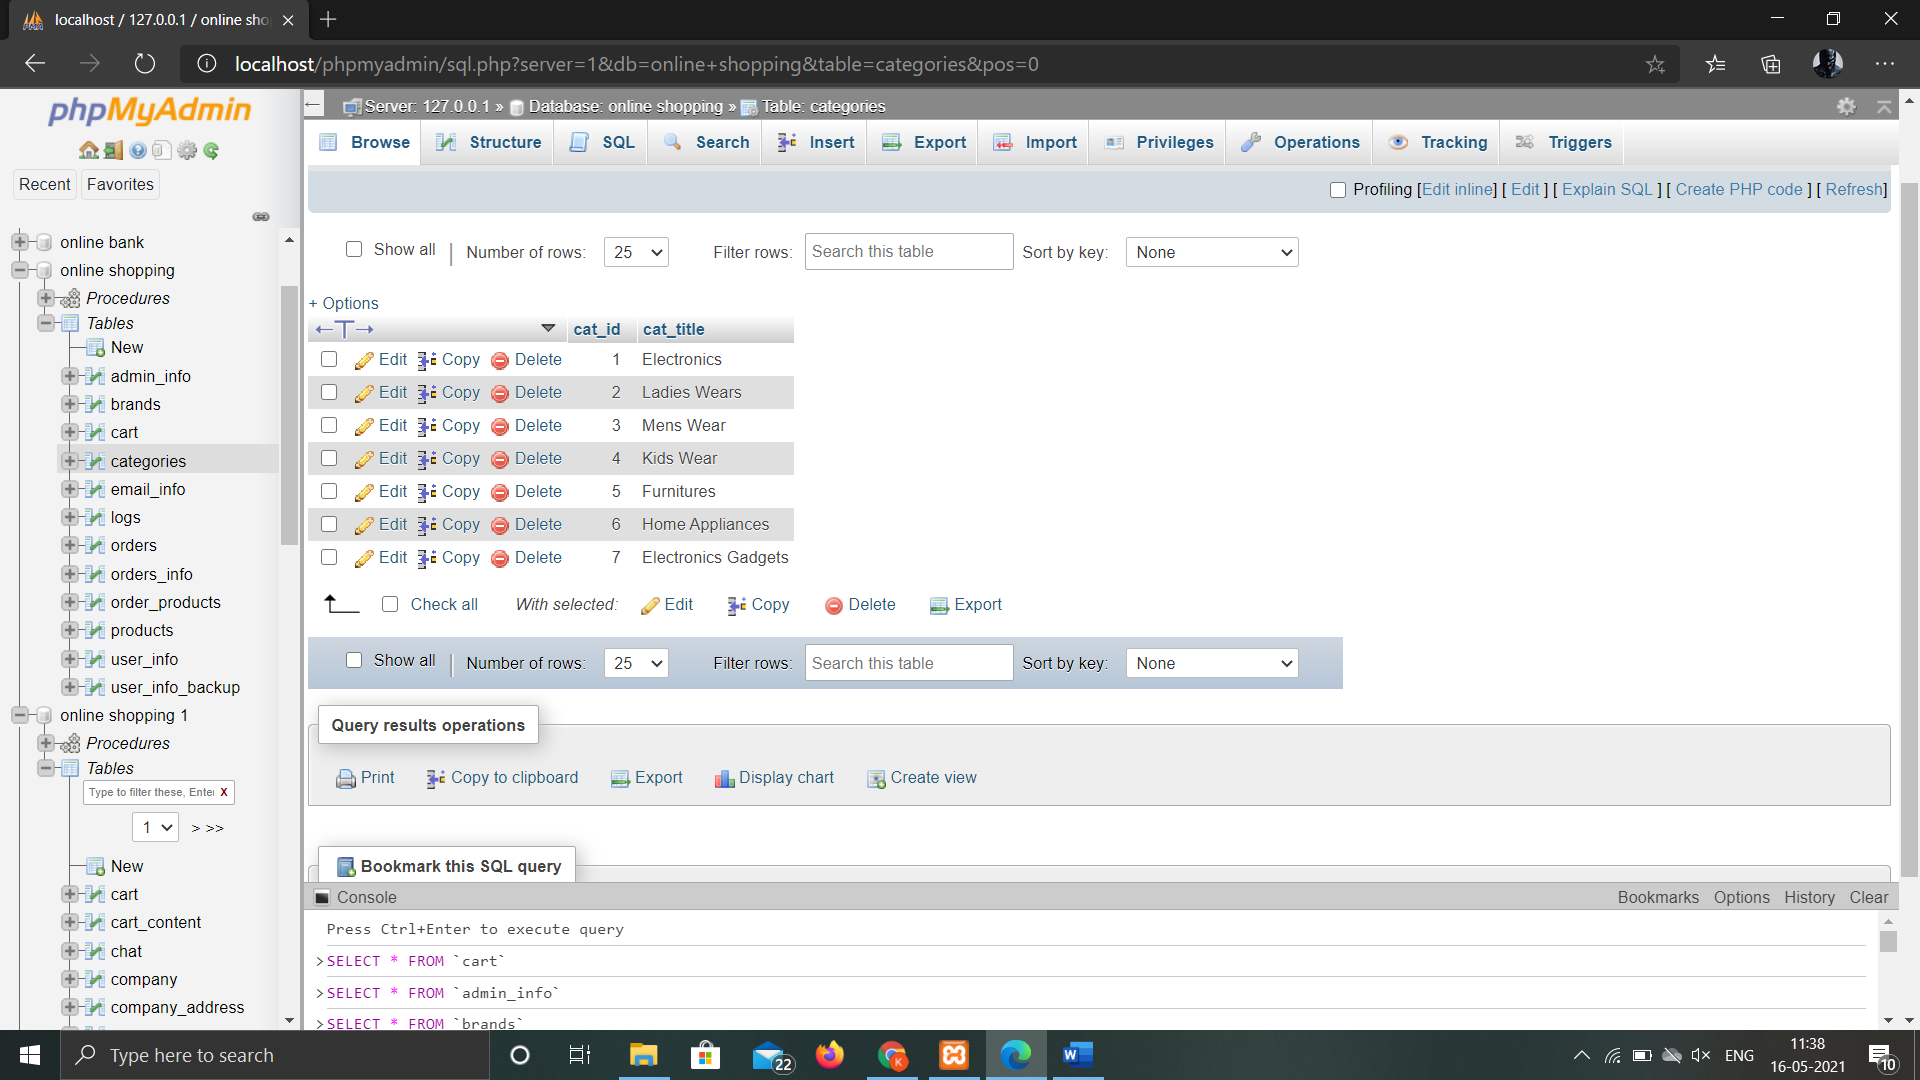 localhost / 127.0.0.1 / online sho
localhost/phpmyadmin/sql.php?server=1&db=online+shopping&table=categories&pos=0
phpMyAdmin
Recent Favorites
online bank
online shopping
Procedures
Tables
New
admin_info
brands
cart
categories
email_info
logs
orders
orders_info
order_products
products
user_info
user_info_backup
online shopping 1
Procedures
Tables
Type to filter these, Enter X
1 > >>
New
cart
cart_content
chat
company
company_address
Server: 127.0.0.1 » Database: online shopping » Table: categories
Browse Structure SQL Search Insert Export Import Privileges Operations Tracking Triggers
Profiling [Edit inline] [ Edit ] [ Explain SQL ] [ Create PHP code ] [ Refresh]
Show all | Number of rows: 25 Filter rows: Search this table Sort by key: None
+ Options
←T→ cat_id cat_title
Edit Copy Delete 1 Electronics
Edit Copy Delete 2 Ladies Wears
Edit Copy Delete 3 Mens Wear
Edit Copy Delete 4 Kids Wear
Edit Copy Delete 5 Furnitures
Edit Copy Delete 6 Home Appliances
Edit Copy Delete 7 Electronics Gadgets
Check all With selected: Edit Copy Delete Export
Show all | Number of rows: 25 Filter rows: Search this table Sort by key: None
Query results operations
Print Copy to clipboard Export Display chart Create view
Bookmark this SQL query
Console Bookmarks Options History Clear
Press Ctrl+Enter to execute query
>SELECT * FROM `cart`
>SELECT * FROM `admin_info`
>SELECT * FROM `brands`
Type here to search
22
ENG
11:38
16-05-2021
10